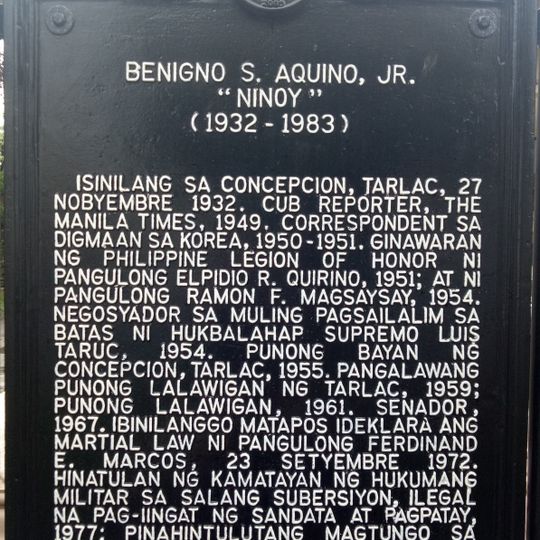 BENIGNO S. AQUINO, JR.
"NINOY"
(1932-1983)
ISINILANG SA CONCEPCION, TARLAC, 27
NOBYEMBRE 1932. CUB REPORTER, THE
MANILA TIMES, 1949. CORRESPONDENT SA
DIGMAAN SA KOREA, 1950-1951. GINAWARAN
NG PHILIPPINE LEGION OF HONOR NI
PANGULONG ELPIDIO R. QUIRINO, 1951; AT NI
PANGULONG RAMON F. MAGSAYSAY, 1954.
NEGOSYADOR SA MULING PAGSAILALIM SA
BATAS NI HUKBALAHAP SUPREMO LUIS
TARUC, 1954. PUNONG BAYAN NG
CONCEPCION, TARLAC, 1955. PANGALAWANG
PUNONG LALAWIGAN NG TARLAC, 1959;
PUNONG LALAWIGAN, 1961. SENADOR,
1967. IBINILANGGO MATAPOS IDEKLARA ANG
MARTIAL LAW NI PANGULONG FERDINAND
E. MARCOS, 23 SETYEMBRE 1972.
HINATULAN NG KAMATAYAN NG HUKUMANG
MILITAR SA SALANG SUBERSIYON, ILEGAL
NA PAG-IINGAT NG SANDATA AT PAGPATAY,
1977; PINAHINTULUTANG MAGTUNGO SA